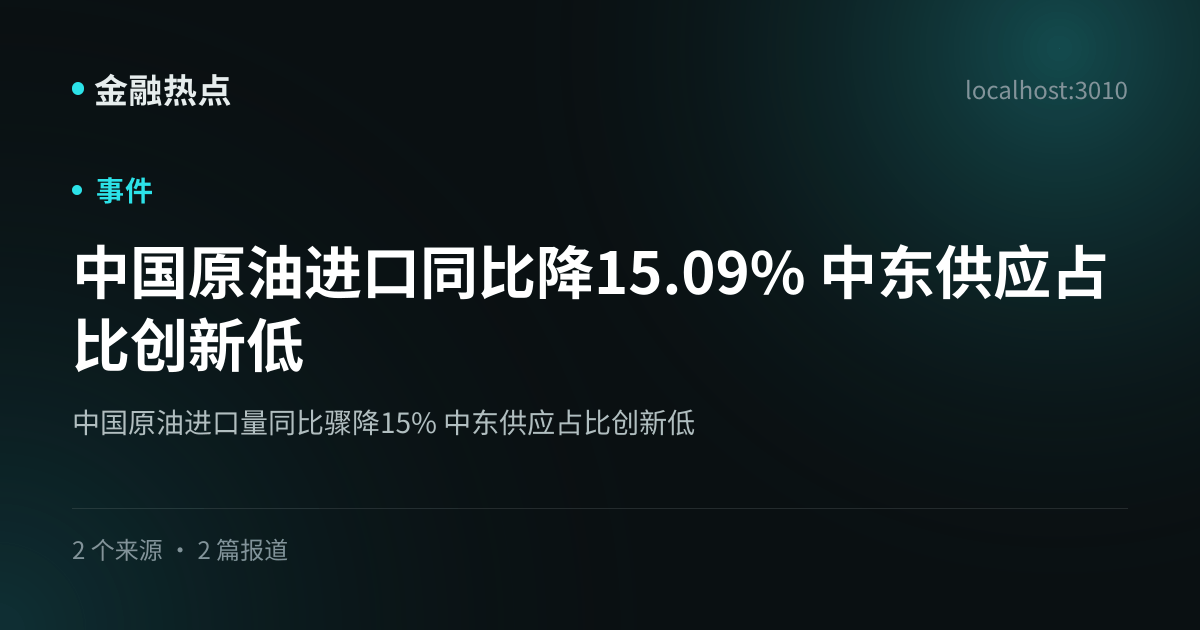 金融热点
localhost:3010
事件
中国原油进口同比降15.09% 中东供应占
比创新低
中国原油进口量同比骤降15% 中东供应占比创新低
2 个来源 · 2 篇报道